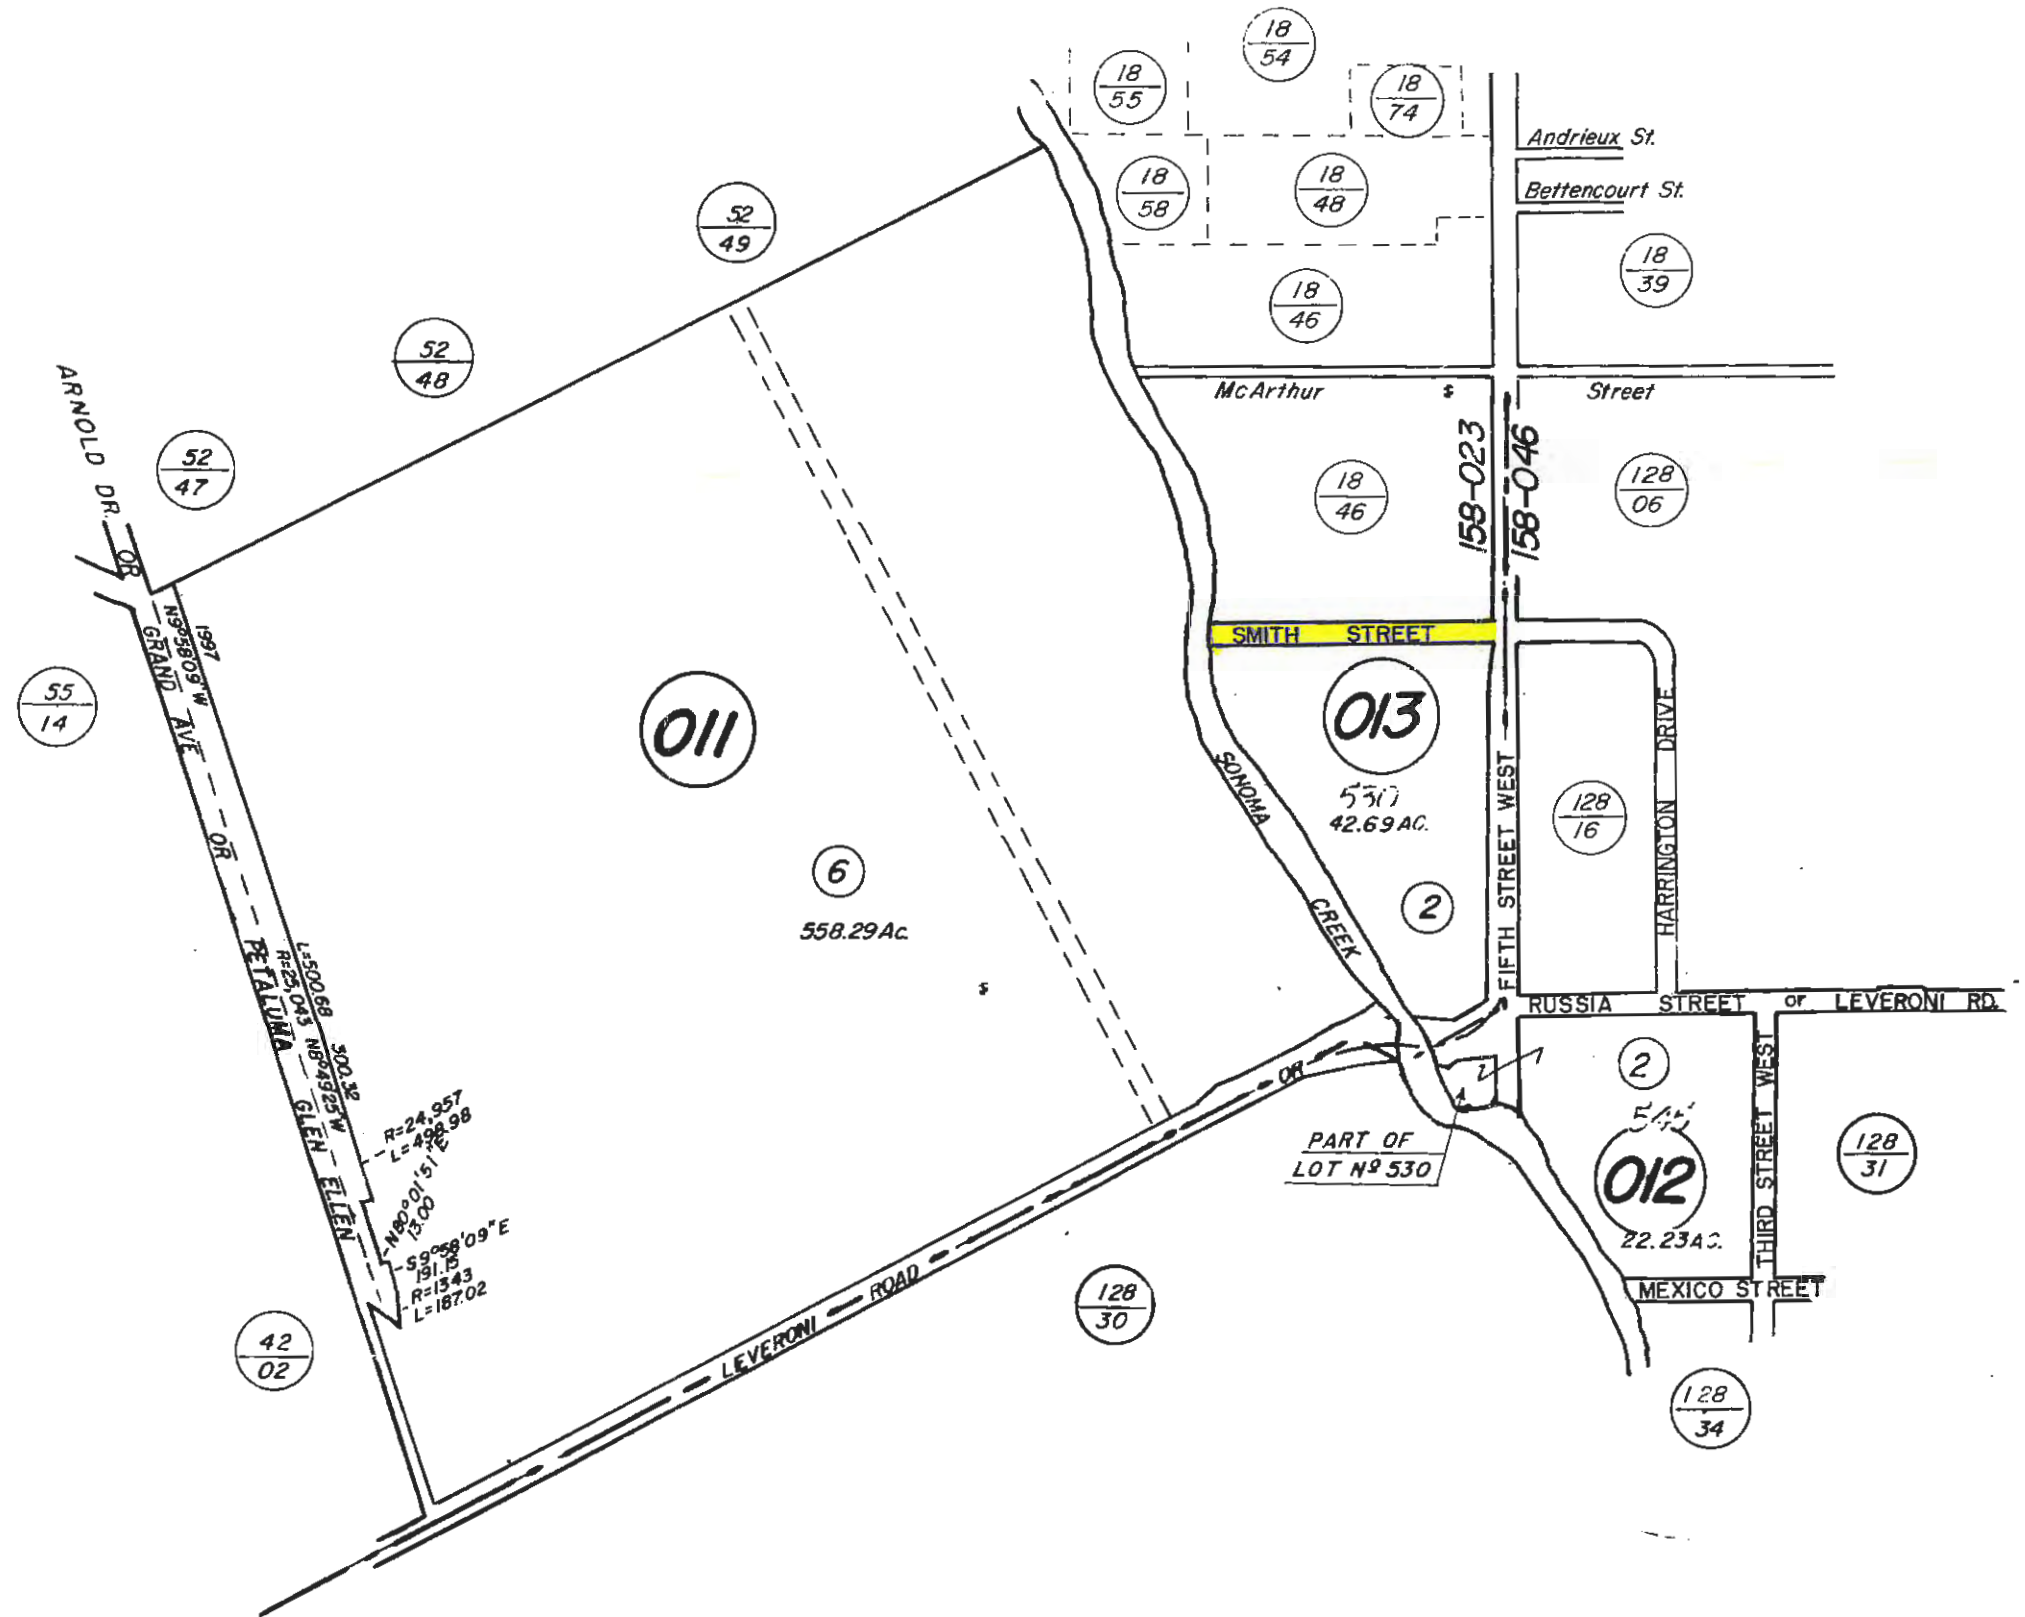 18
54
18
55
18
74
Andrieux St.
Bettencourt St.
18
58
18
48
52
49
18
39
18
46
52
48
McArthur
Street
ARNOLD DR.
OR
52
47
158-023
158-046
18
46
128
06
SMITH STREET
1997
N9°58'09"W
GRAND AVE
OR
PETALUMA
GLEN ELLEN
55
14
011
013
530
42.69 AC.
SONOMA
CREEK
FIFTH STREET WEST
HARRINGTON DRIVE
128
16
6
558.29 Ac.
2
L=500.68
R=25,043
300.32
N8°49'25"W
RUSSIA STREET or LEVERONI RD.
2
R=24,957
L=498.98
N80°01'51"E
13.00
S9°58'09"E
191.15
R=1343
L=187.02
OR
PART OF
LOT Nº 530
012
22.23 AC.
THIRD STREET WEST
128
31
MEXICO STREET
LEVERONI ROAD
128
30
42
02
128
34